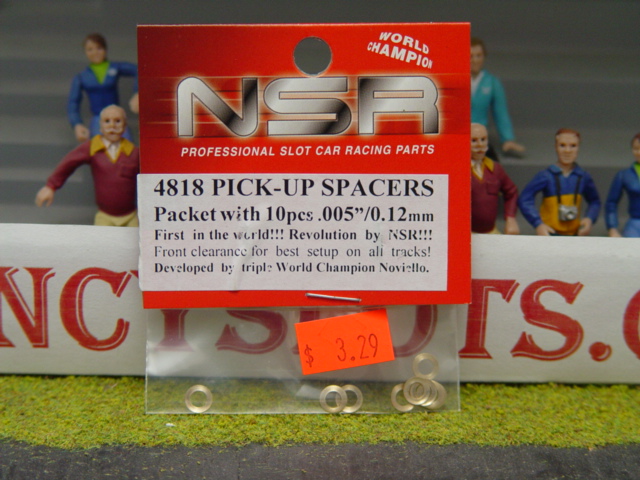 WORLD
CHAMPION
NSR
PROFESSIONAL SLOT CAR RACING PARTS
4818 PICK-UP SPACERS
Packet with 10pcs .005"/0.12mm
First in the world!!! Revolution by NSR!!!
Front clearance for best setup on all tracks!
Developed by triple World Champion Noviello.
$ 3.29